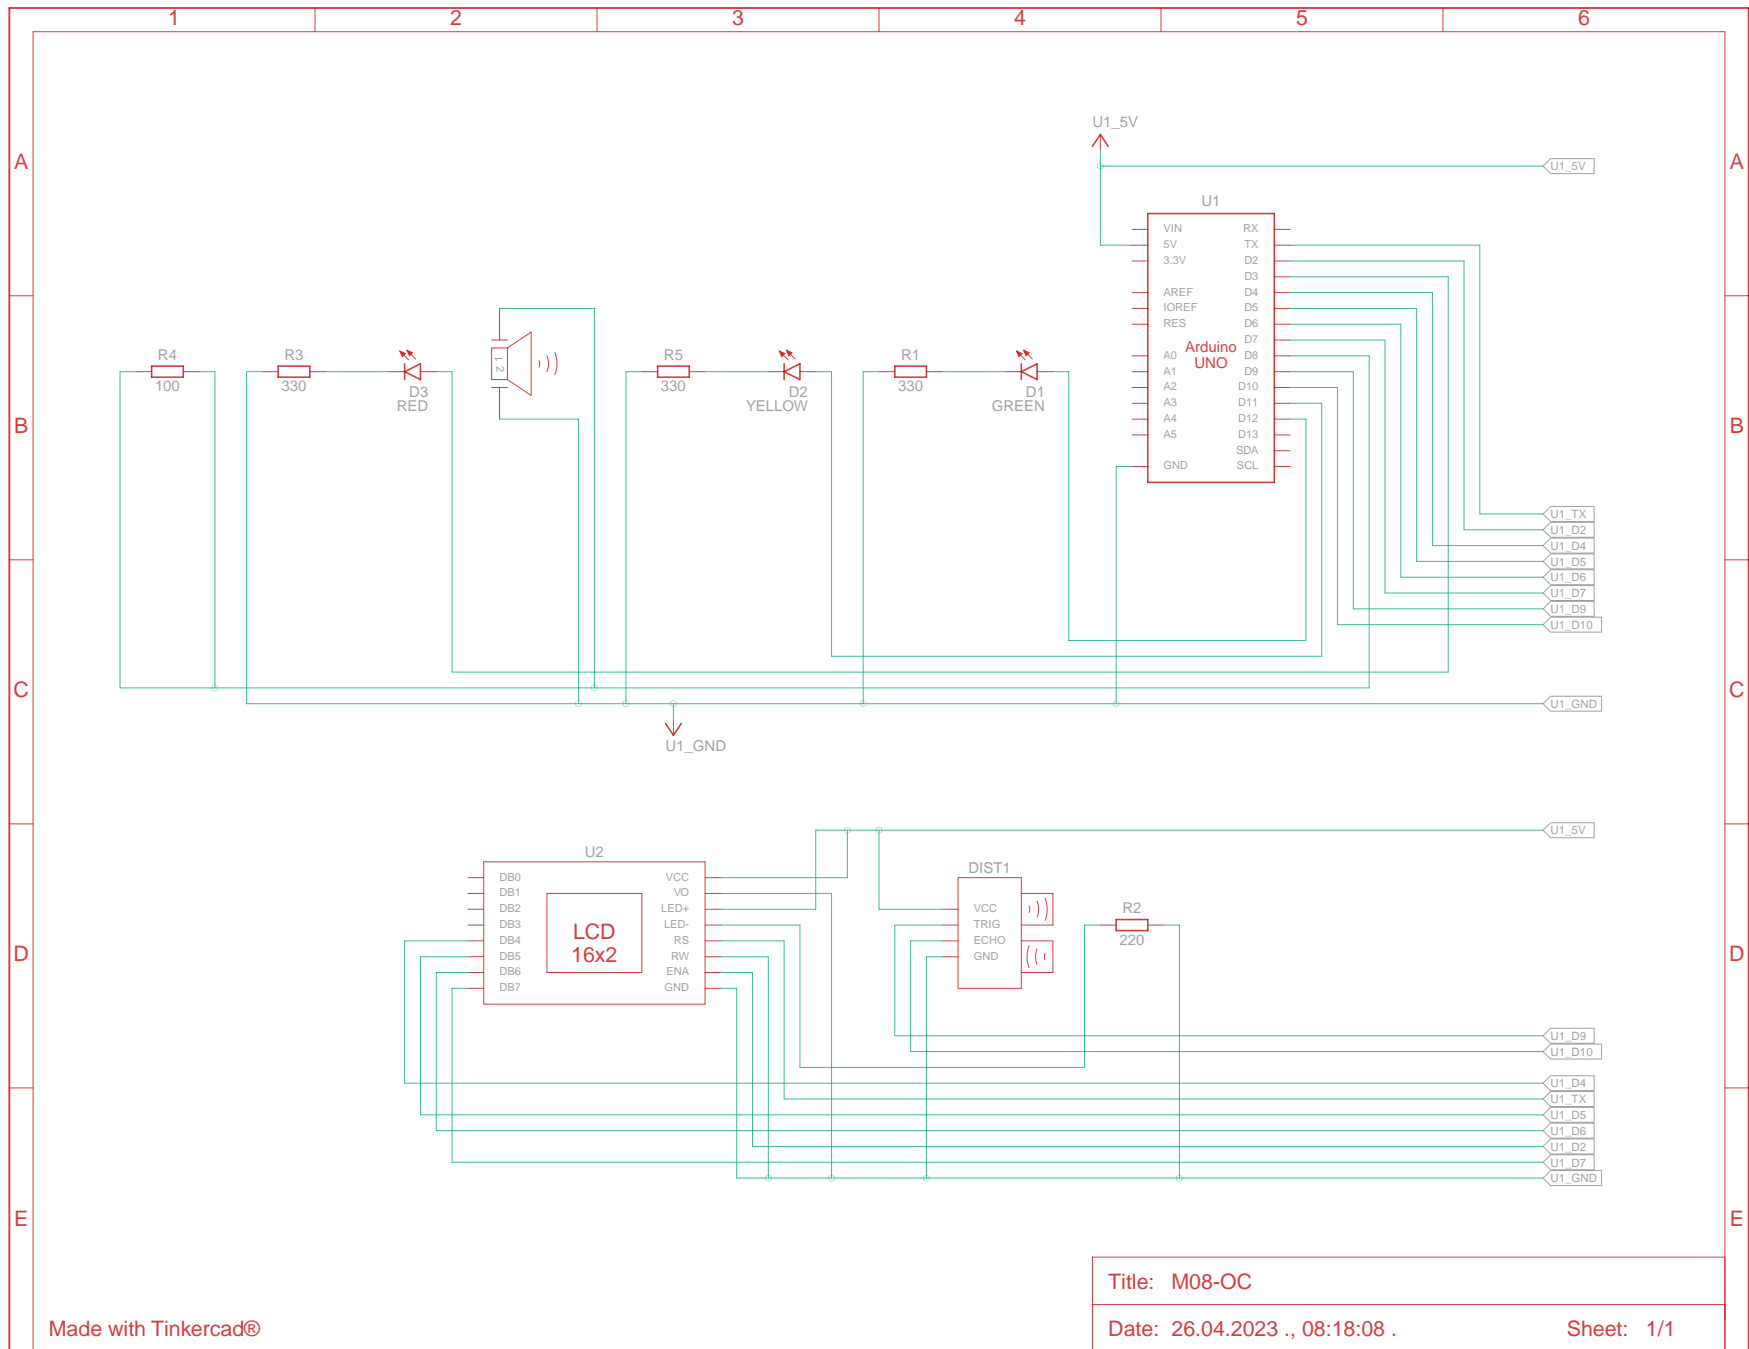 1 2 3 4 5 6
U1_5V
A A
U1_5V
U1
VIN RX
5V TX
3.3V D2
D3
AREF D4
IOREF D5
RES D6
D7
Arduino
UNO
A0 D8
A1 D9
A2 D10
A3 D11
A4 D12
A5 D13
SDA
GND SCL
R4
100
R3
330
D3
RED
1
2
R5
330
D2
YELLOW
R1
330
D1
GREEN
B B
U1_TX
U1_D2
U1_D4
U1_D5
U1_D6
U1_D7
U1_D9
U1_D10
C C
U1_GND
U1_GND
U1_5V
U2
DB0 VCC
DB1 VO
DB2 LED+
DB3 LED-
DB4 RS
DB5 RW
DB6 ENA
DB7 GND
LCD
16x2
DIST1
VCC
TRIG
ECHO
GND
R2
220
D D
U1_D9
U1_D10
U1_D4
U1_TX
U1_D5
U1_D6
U1_D2
U1_D7
U1_GND
E E
Title: M08-OC
Made with Tinkercad®
Date: 26.04.2023 ., 08:18:08 . Sheet: 1/1